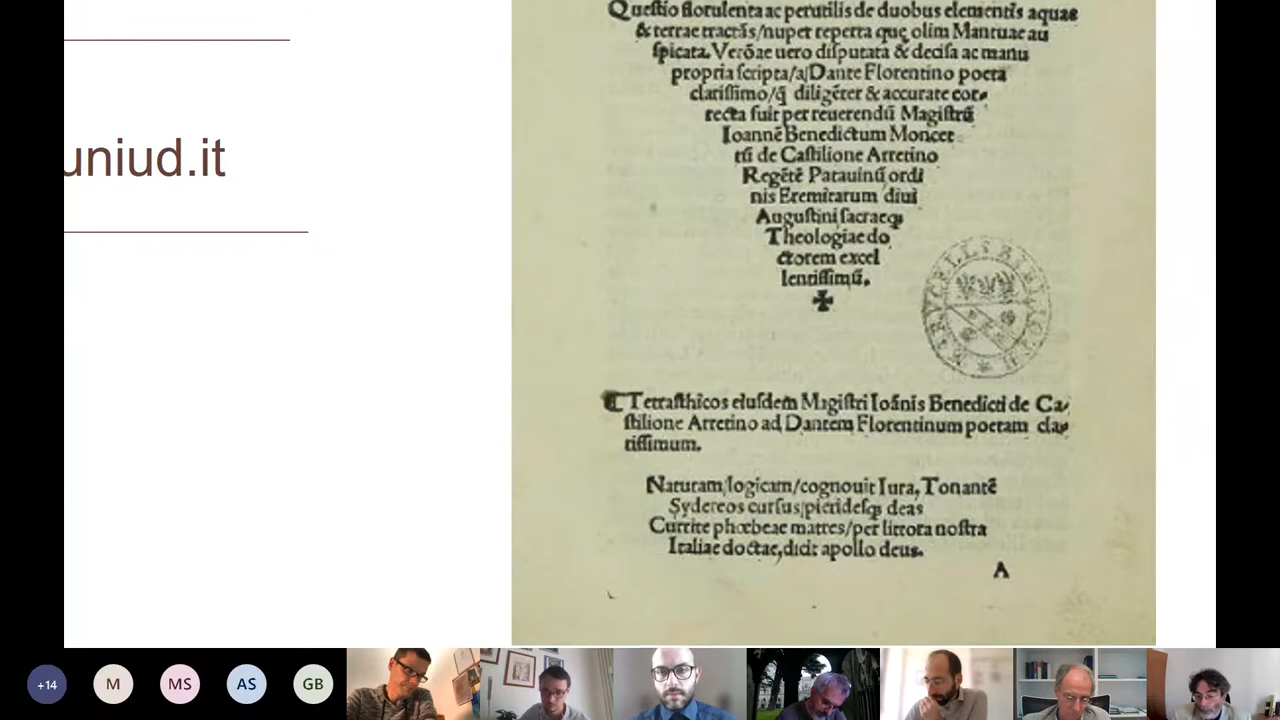 uniud.it
Questio florulenta ac perutilis de duobus elementis aquae
& terrae tractãs/nuper reperta que olim Mantuae au
spicata. Verõae uero disputata & decisa ac manu
propria scripta/a Dante Florentino poeta
clarissimo/q̃ diligẽter & accurate cor-
recta fuit per reuerendũ Magistrũ
Ioannẽ Benedictum Moncet
tũ de Castilione Arretino
Regẽtẽ Patauinũ ordi
nis Eremitarum diui
Augustini sacraeq;
Theologiae do
ctorem excel
lentissimũ.
Tetrasthicos eiusdem Magistri Ioãnis Benedicti de Ca-
stilione Arretino ad Dantem Florentinum poetam cla-
rissimum.
Naturam/logicam/cognouit Iura, Tonantẽ
Sydereos cursus/pieridesq; deas
Currite phœbeae matres/per littora nostra
Italiae doctae, dicit apollo deus.
A
+14
M
MS
AS
GB